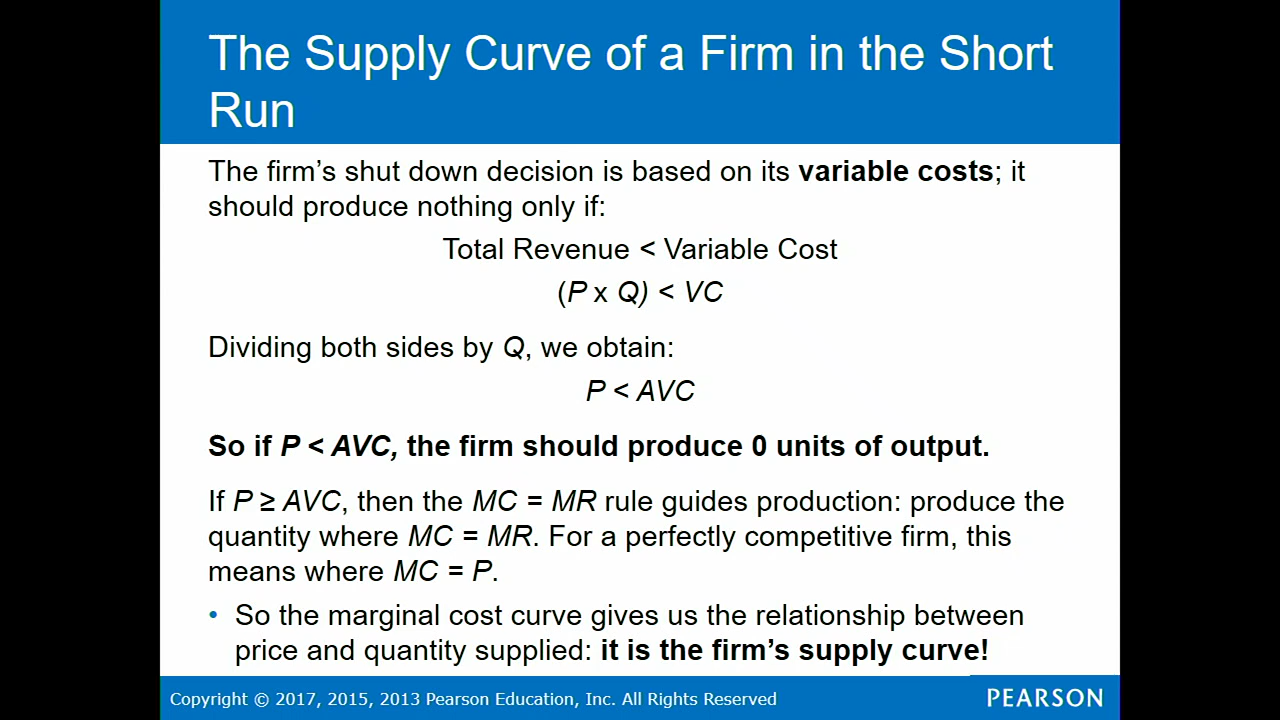 The Supply Curve of a Firm in the Short
Run
The firm’s shut down decision is based on its variable costs; it
should produce nothing only if:
Total Revenue < Variable Cost
(P x Q) < VC
Dividing both sides by Q, we obtain:
P < AVC
So if P < AVC, the firm should produce 0 units of output.
If P ≥ AVC, then the MC = MR rule guides production: produce the
quantity where MC = MR. For a perfectly competitive firm, this
means where MC = P.
• So the marginal cost curve gives us the relationship between
price and quantity supplied: it is the firm’s supply curve!
Copyright © 2017, 2015, 2013 Pearson Education, Inc. All Rights Reserved
PEARSON